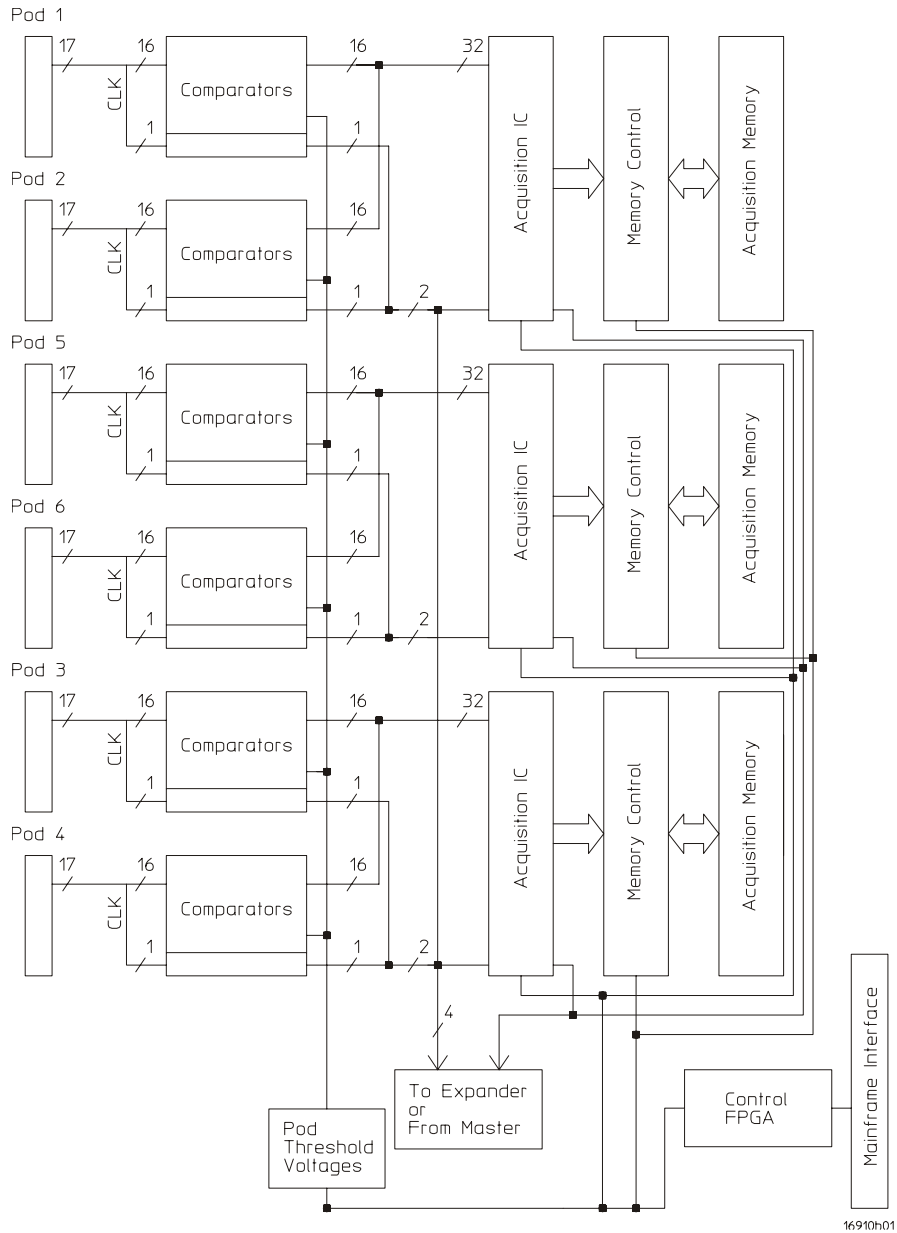 Pod 1
17
16
16
32
CLK
Comparators
1
1
Acquisition IC
Memory Control
Acquisition Memory
Pod 2
17
16
16
CLK
Comparators
1
1
2
Pod 5
17
16
16
32
CLK
Comparators
1
1
Acquisition IC
Memory Control
Acquisition Memory
Pod 6
17
16
16
CLK
Comparators
1
1
2
Pod 3
17
16
16
32
CLK
Comparators
1
1
Acquisition IC
Memory Control
Acquisition Memory
Pod 4
17
16
16
CLK
Comparators
1
1
2
4
To Expander
or
From Master
Pod
Threshold
Voltages
Control
FPGA
Mainframe Interface
16910b01